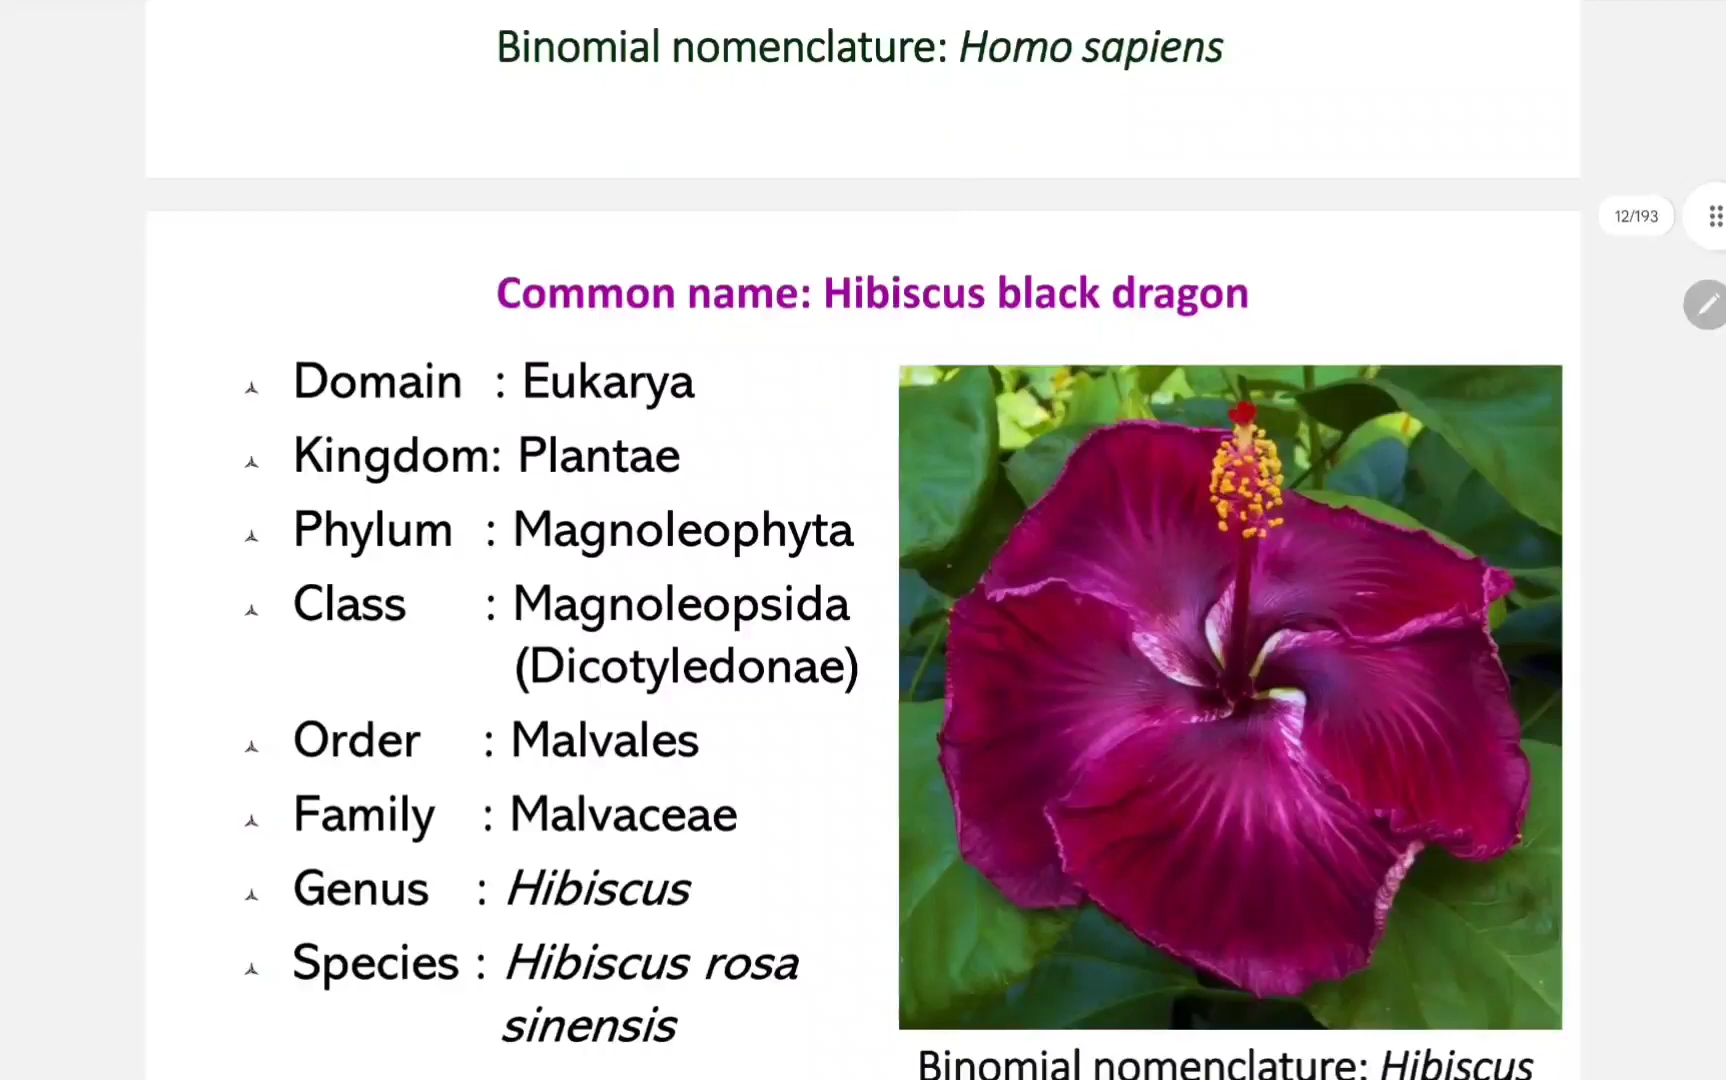 Binomial nomenclature: Homo sapiens
12/193
Common name: Hibiscus black dragon
Domain : Eukarya
Kingdom: Plantae
Phylum : Magnoleophyta
Class : Magnoleopsida
(Dicotyledonae)
Order : Malvales
Family : Malvaceae
Genus : Hibiscus
Species : Hibiscus rosa
sinensis
Binomial nomenclature: Hibiscus